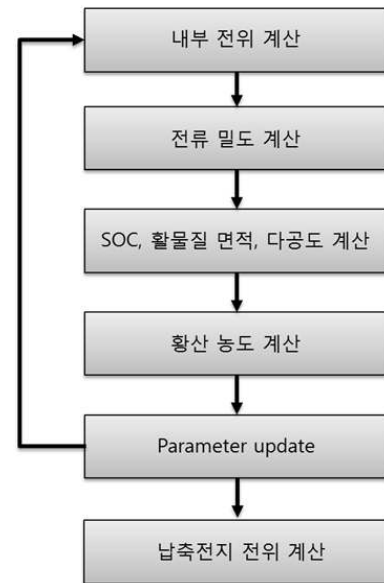 내부 전위 계산
전류 밀도 계산
SOC, 활물질 면적, 다공도 계산
황산 농도 계산
Parameter update
납축전지 전위 계산